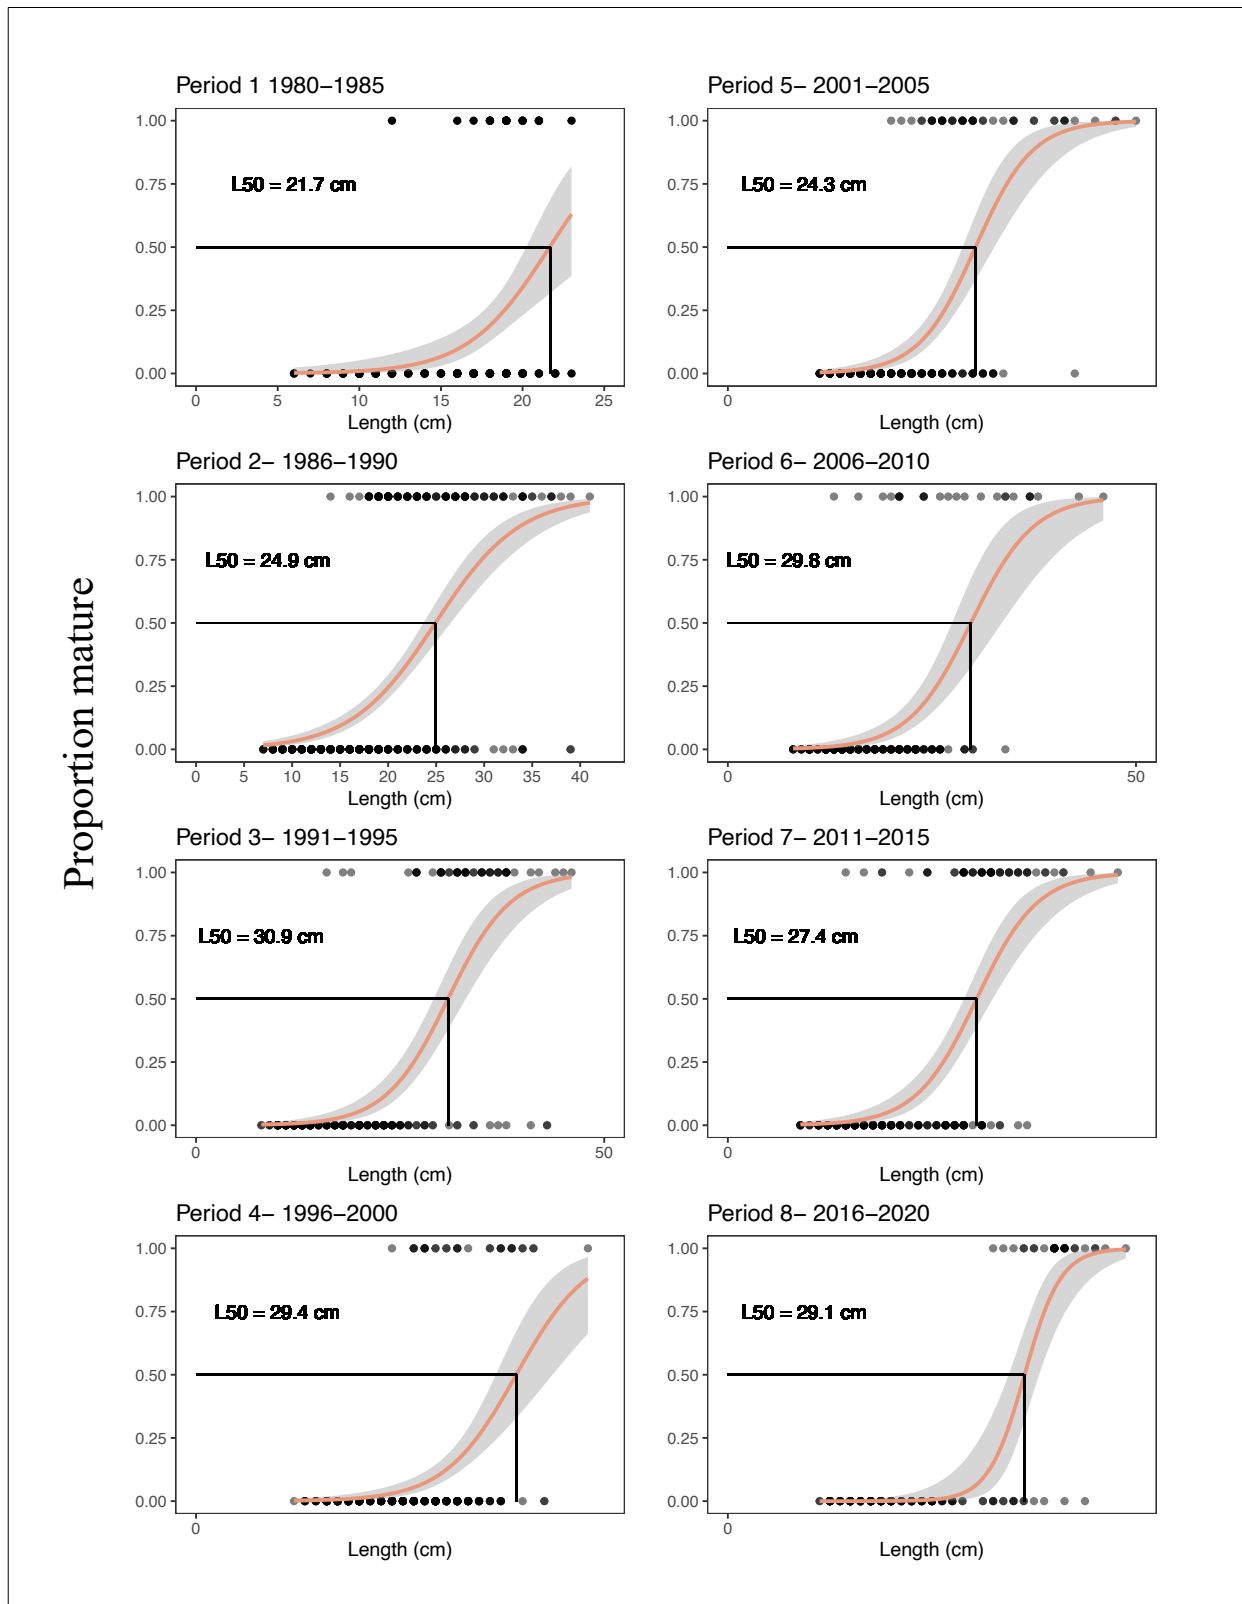 Proportion mature
Period 1 1980–1985
1.00
0.75
0.50
0.25
0.00
L50 = 21.7 cm
0 5 10 15 20 25
Length (cm)
Period 2– 1986–1990
1.00
0.75
0.50
0.25
0.00
L50 = 24.9 cm
0 5 10 15 20 25 30 35 40
Length (cm)
Period 3– 1991–1995
1.00
0.75
0.50
0.25
0.00
L50 = 30.9 cm
0 50
Length (cm)
Period 4– 1996–2000
1.00
0.75
0.50
0.25
0.00
L50 = 29.4 cm
0
Length (cm)
Period 5– 2001–2005
1.00
0.75
0.50
0.25
0.00
L50 = 24.3 cm
0
Length (cm)
Period 6– 2006–2010
1.00
0.75
0.50
0.25
0.00
L50 = 29.8 cm
0 50
Length (cm)
Period 7– 2011–2015
1.00
0.75
0.50
0.25
0.00
L50 = 27.4 cm
0
Length (cm)
Period 8– 2016–2020
1.00
0.75
0.50
0.25
0.00
L50 = 29.1 cm
0
Length (cm)